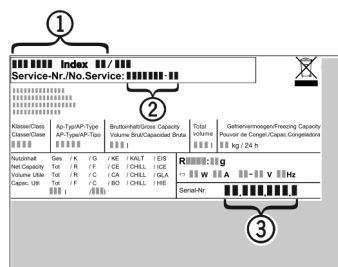 1
Index /
Service-Nr./No.Service: -
2
Klasse/Class Ap-Typ/AP-Type Bruttoinhalt/Gross Capacity Total Gefriervermoegen/Freezing Capacity
Classe/Clase AP-Type/AP-Tipo Volume Brut/Capacidad Bruta volume Pouvoir de Congel./Capac.Congeladora
l l kg / 24 h
Nutzinhalt Ges / K / G / KE / KALT / EIS
Net.Capacity Tot / R / F / CE / CHILL / ICE
Volume Utile Tot / R / C / CA / CHILL / GLA
Capac. Util Tot / F / C / BO / CHILL / HIE
l / l
R : g
W A - V Hz
Serial-Nr. . . .
3